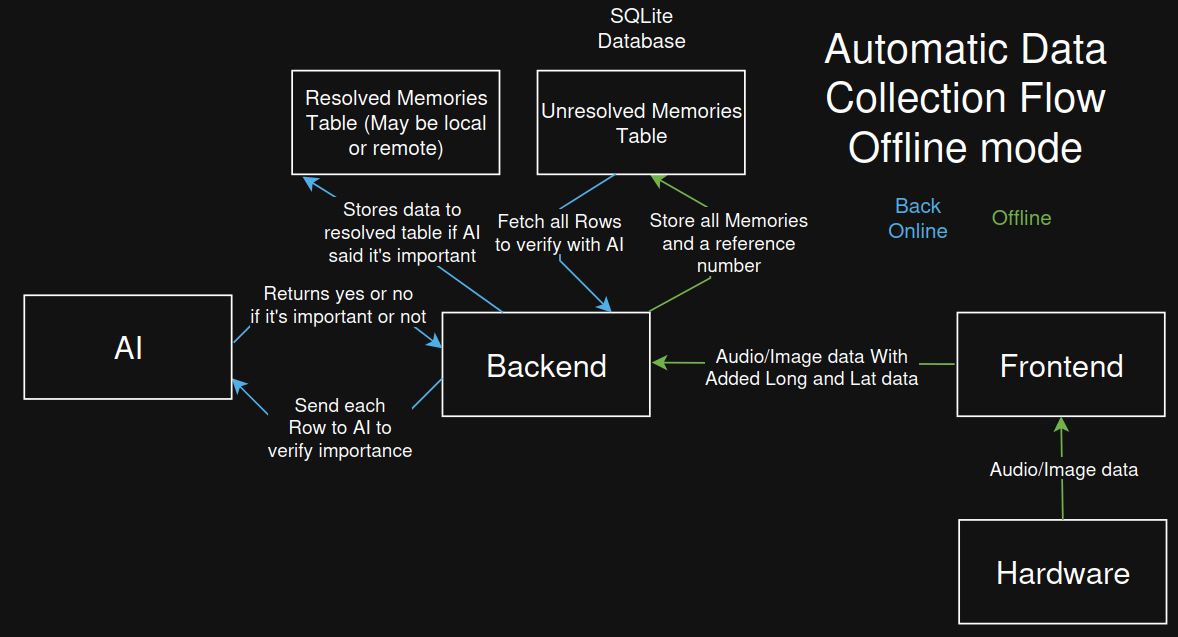 SQLite
Database
Automatic Data
Collection Flow
Offline mode
Resolved Memories
Table (May be local
or remote)
Unresolved Memories
Table
Back
Online
Offline
Stores data to
resolved table if AI
said it's important
Fetch all Rows
to verify with AI
Store all Memories
and a reference
number
Returns yes or no
if it's important or not
AI
Backend
Audio/Image data With
Added Long and Lat data
Frontend
Send each
Row to AI to
verify importance
Audio/Image data
Hardware